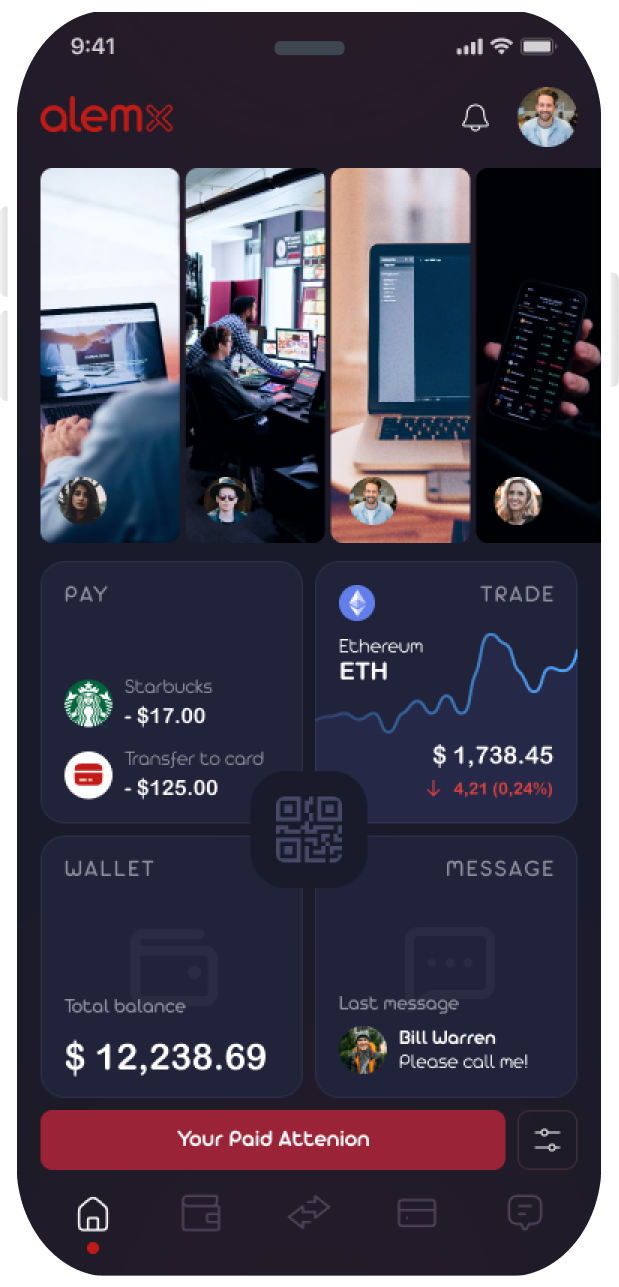 9:41
alemx
PAY
Starbucks
- $17.00
Transfer to card
- $125.00
TRADE
Ethereum
ETH
$ 1,738.45
↓ 4,21 (0,24%)
WALLET
Total balance
$ 12,238.69
MESSAGE
Last message
Bill Warren
Please call me!
Your Paid Attenion